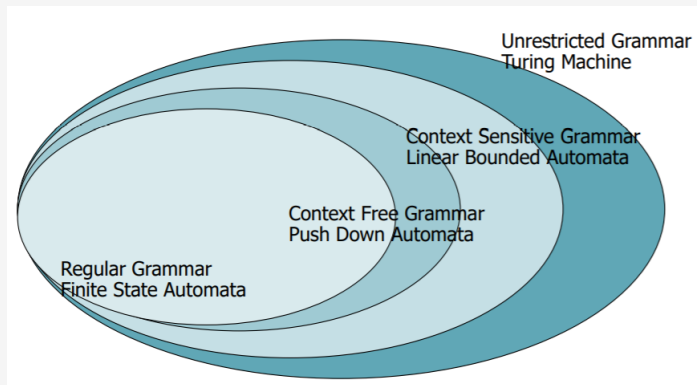 Unrestricted Grammar
Turing Machine
Context Sensitive Grammar
Linear Bounded Automata
Context Free Grammar
Push Down Automata
Regular Grammar
Finite State Automata